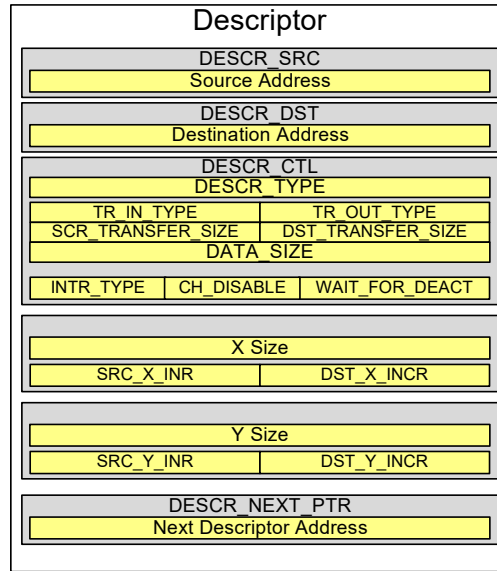 Descriptor
DESCR_SRC
Source Address
DESCR_DST
Destination Address
DESCR_CTL
DESCR_TYPE
TR_IN_TYPE TR_OUT_TYPE
SCR_TRANSFER_SIZE DST_TRANSFER_SIZE
DATA_SIZE
INTR_TYPE CH_DISABLE WAIT_FOR_DEACT
X Size
SRC_X_INR DST_X_INCR
Y Size
SRC_Y_INR DST_Y_INCR
DESCR_NEXT_PTR
Next Descriptor Address